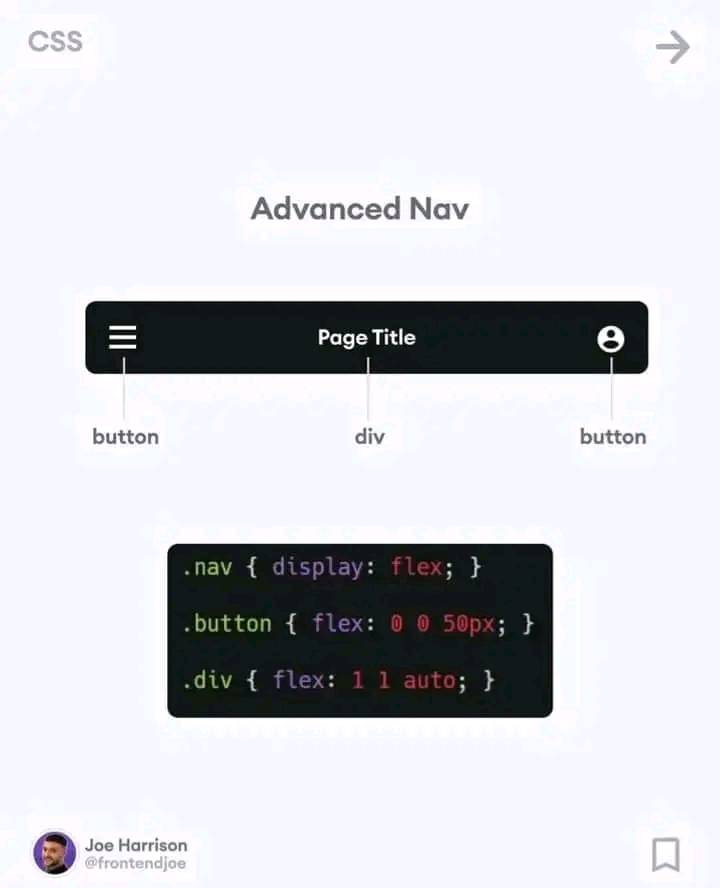 CSS
Advanced Nav
Page Title
button
div
button
.nav { display: flex; }
.button { flex: 0 0 50px; }
.div { flex: 1 1 auto; }
Joe Harrison
@frontendjoe